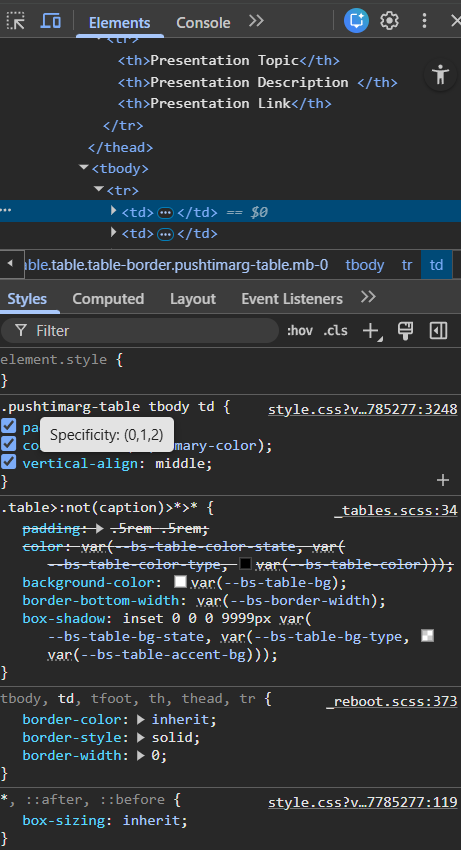 Elements Console
<tr>
<th>Presentation Topic</th>
<th>Presentation Description </th>
<th>Presentation Link</th>
</tr>
</thead>
<tbody>
<tr>
<td>…</td> == $0
<td>…</td>
able.table.table-border.pushtimarg-table.mb-0 tbody tr td
Styles Computed Layout Event Listeners
Filter :hov .cls
element.style {
}
.pushtimarg-table tbody td { style.css?v…785277:3248
Specificity: (0,1,2)
mary-color);
vertical-align: middle;
}
.table>:not(caption)>*>* { _tables.scss:34
padding: .5rem .5rem;
color: var(--bs-table-color-state, var(
--bs-table-color-type, var(--bs-table-color)));
background-color: var(--bs-table-bg);
border-bottom-width: var(--bs-border-width);
box-shadow: inset 0 0 0 9999px var(
--bs-table-bg-state, var(--bs-table-bg-type,
var(--bs-table-accent-bg)));
}
tbody, td, tfoot, th, thead, tr { _reboot.scss:373
border-color: inherit;
border-style: solid;
border-width: 0;
}
*, ::after, ::before { style.css?v…7785277:119
box-sizing: inherit;
}